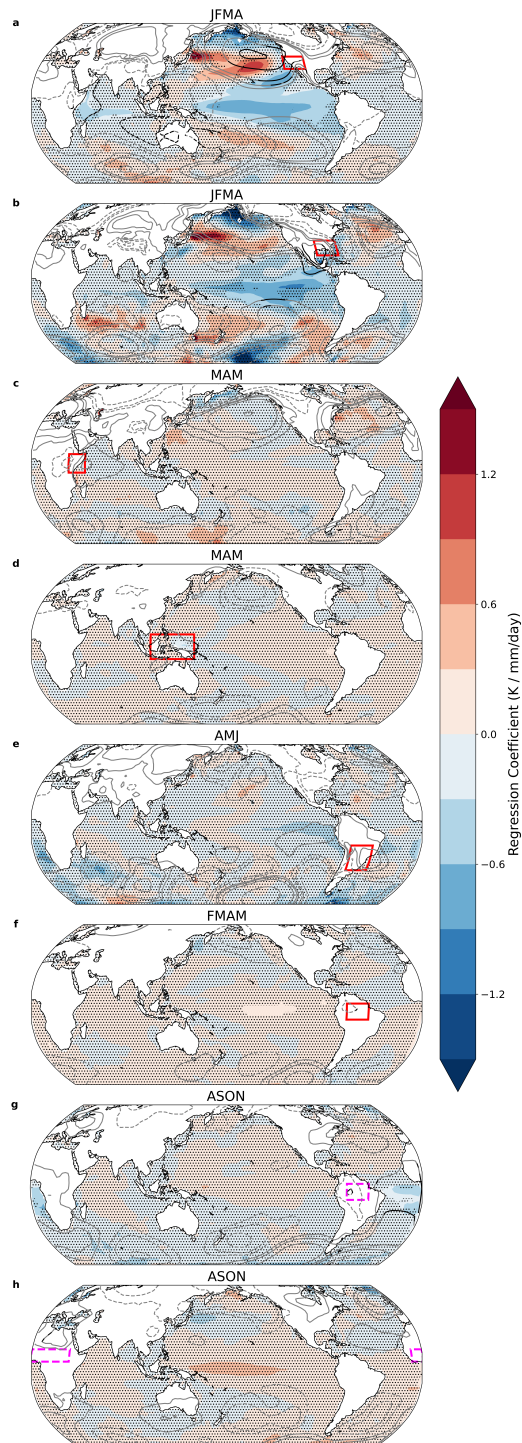 a
JFMA
b
JFMA
c
MAM
d
MAM
e
AMJ
f
FMAM
g
ASON
h
ASON
1.2
0.6
0.0
−0.6
−1.2
Regression Coefficient (K / mm/day)